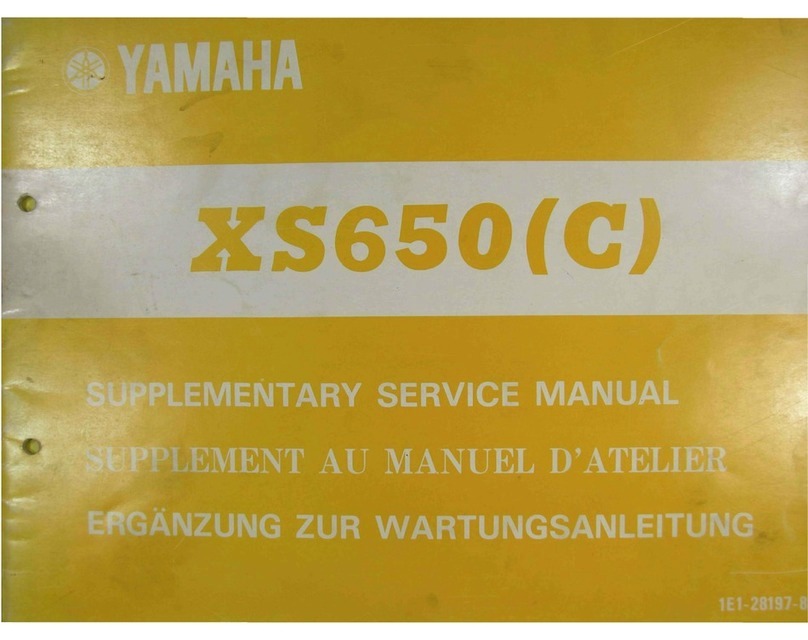 YAMAHA
XS650(C)
SUPPLEMENTARY SERVICE MANUAL
SUPPLEMENT AU MANUEL D'ATELIER
ERGÄNZUNG ZUR WARTUNGSANLEITUNG